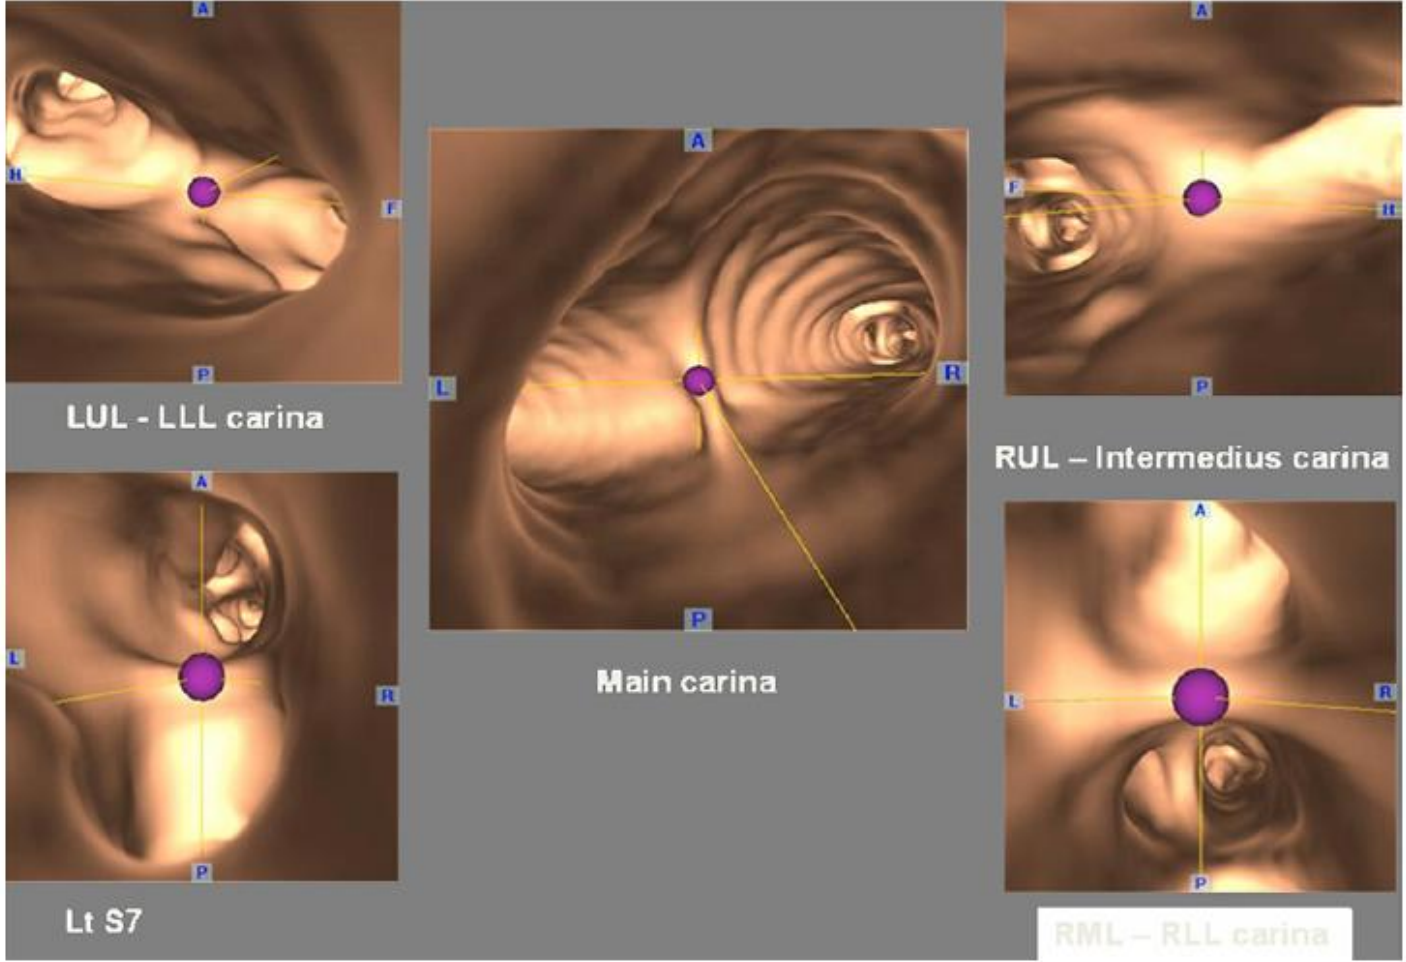 A
H
F
P
LUL - LLL carina
A
L
R
P
Main carina
A
F
H
P
RUL – Intermedius carina
A
L
R
P
Lt S7
A
L
R
P
RML – RLL carina